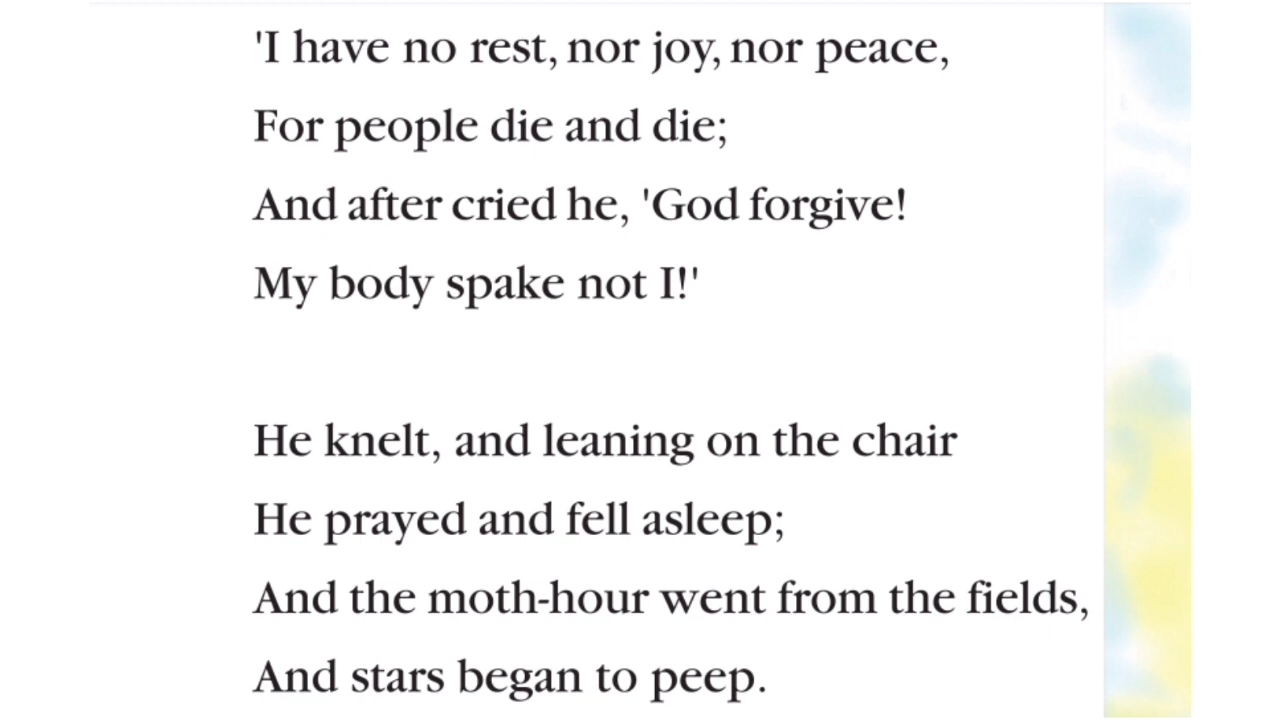 'I have no rest, nor joy, nor peace,
For people die and die;
And after cried he, 'God forgive!
My body spake not I!'
He knelt, and leaning on the chair
He prayed and fell asleep;
And the moth-hour went from the fields,
And stars began to peep.